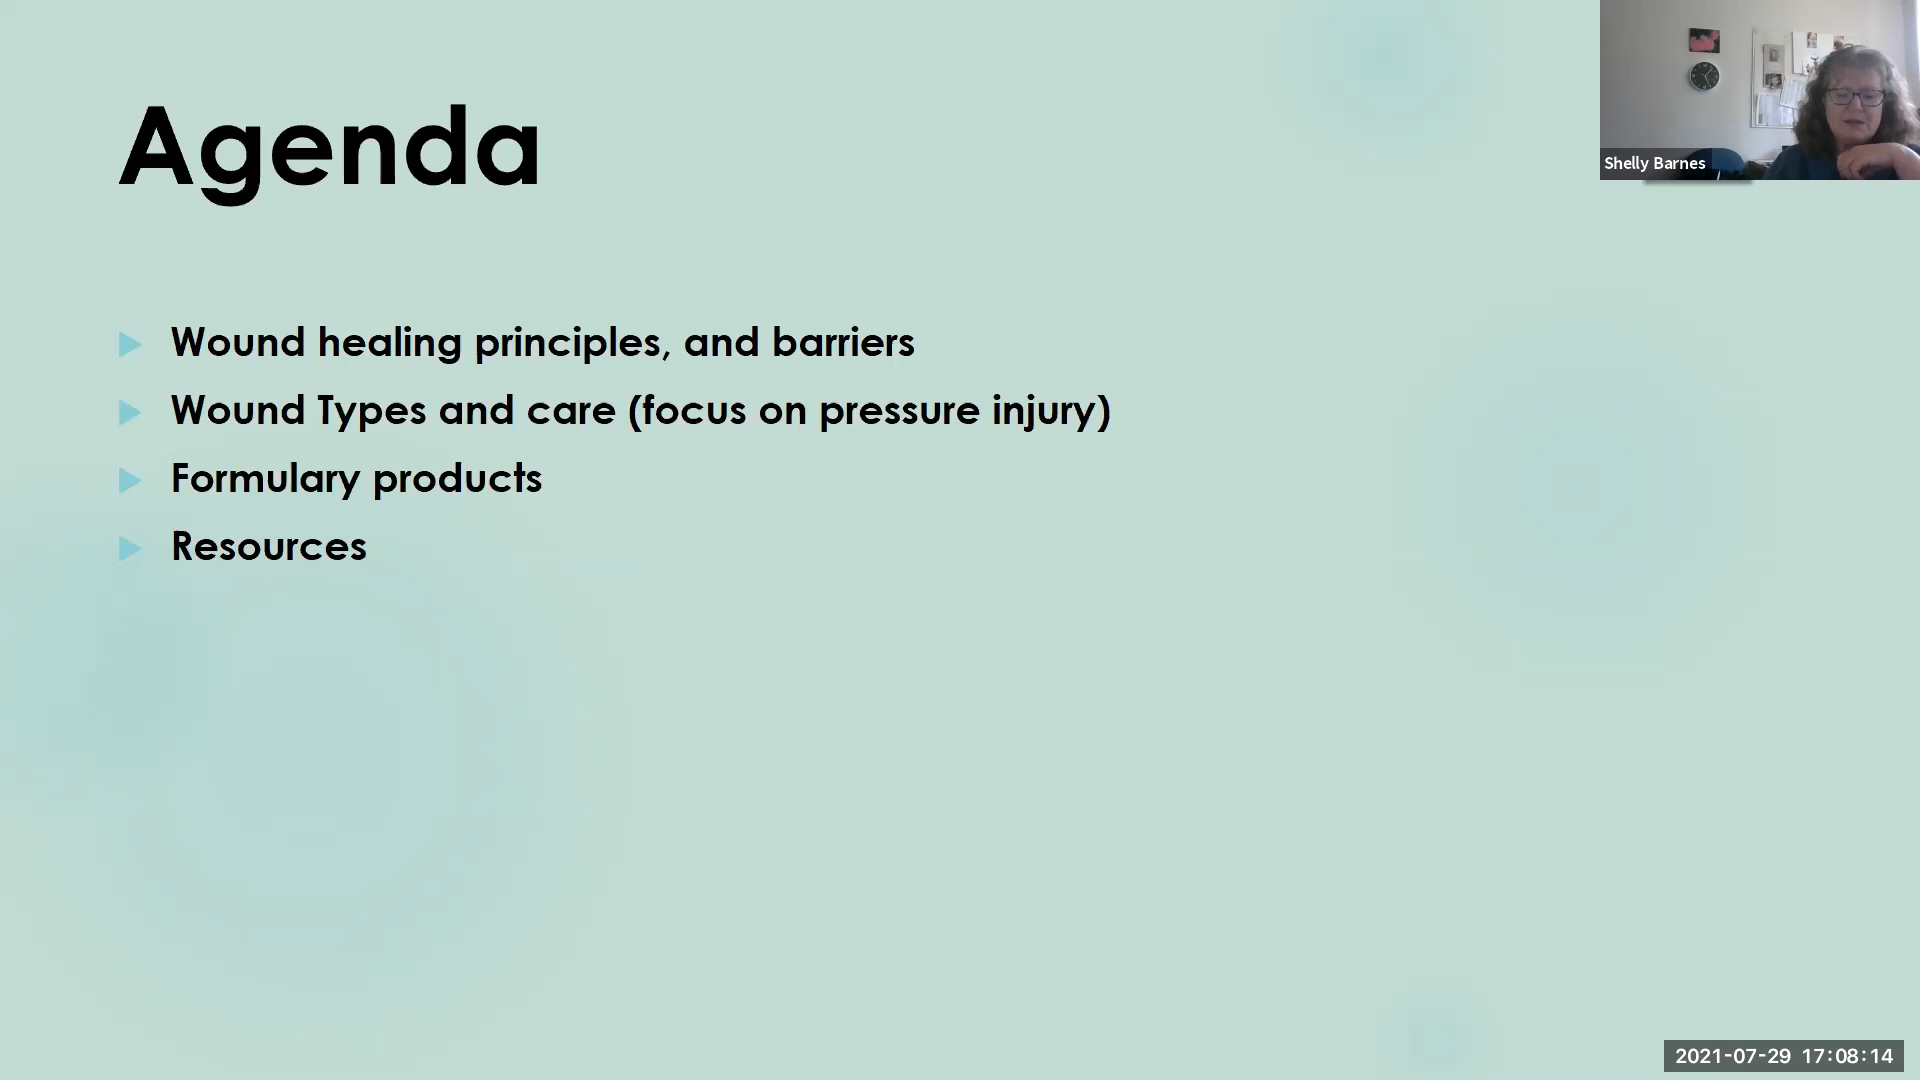 Agenda
Wound healing principles, and barriers
Wound Types and care (focus on pressure injury)
Formulary products
Resources
Shelly Barnes
2021-07-29 17:08:14